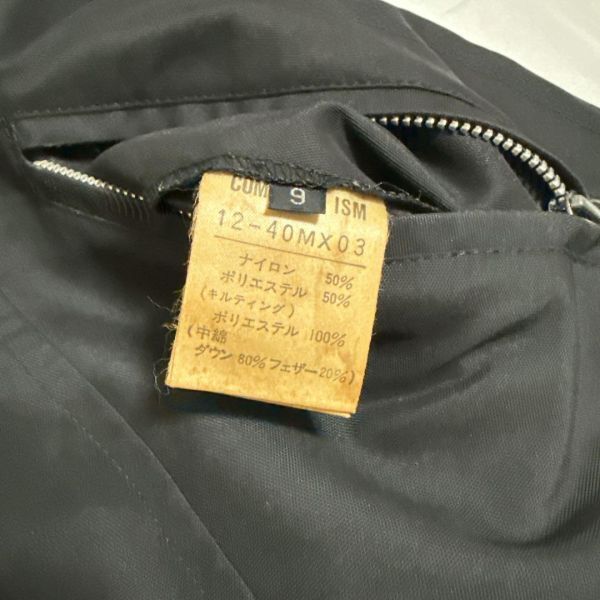 COM 9 ISM
12-40MX03
ナイロン 50%
ポリエステル 50%
(キルティング)
ポリエステル 100%
(中綿
ダウン 80% フェザー20%)